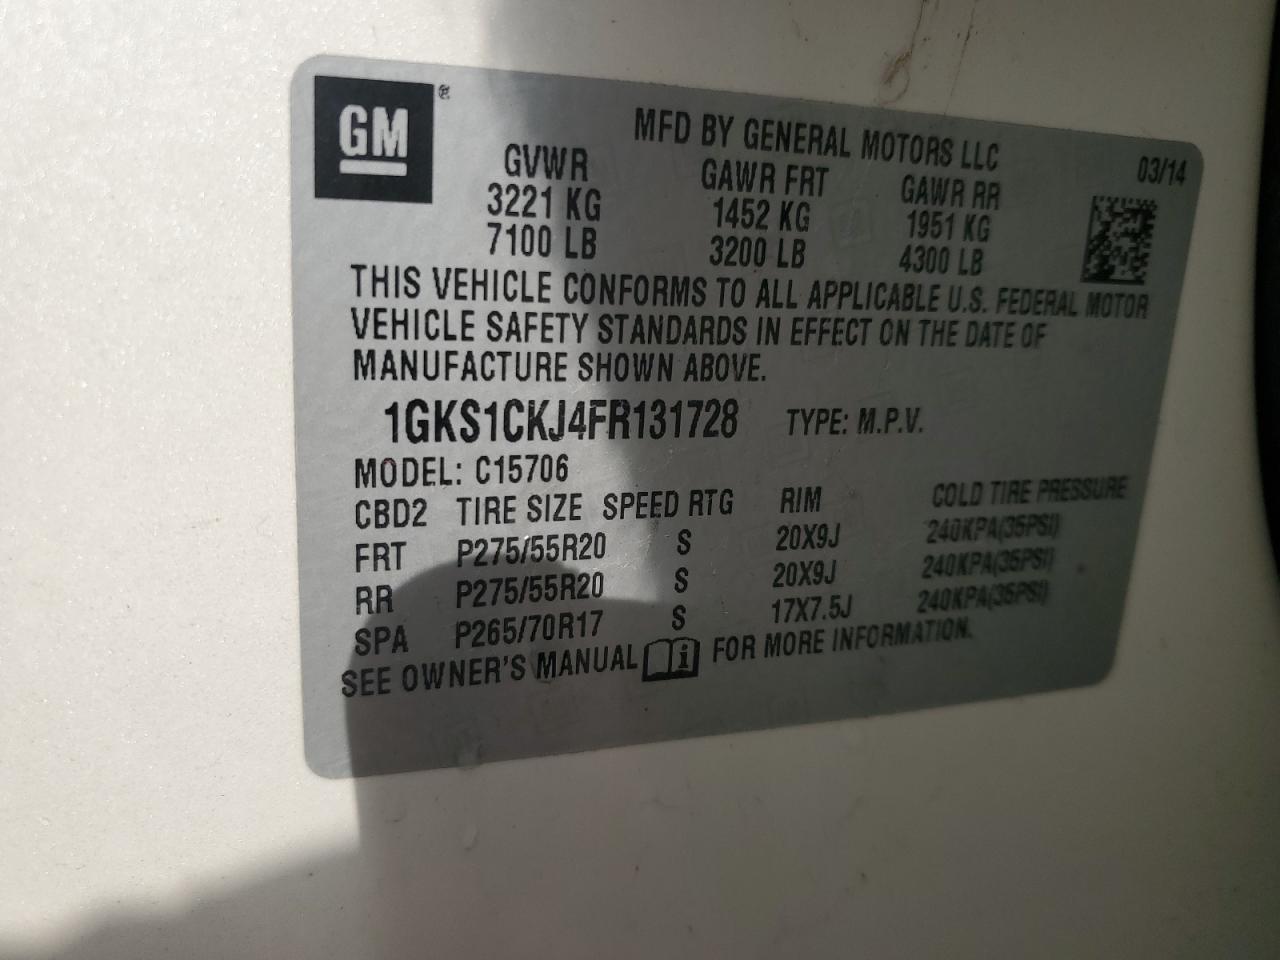 GM ®
MFD BY GENERAL MOTORS LLC
03/14
GVWR GAWR FRT GAWR RR
3221 KG 1452 KG 1951 KG
7100 LB 3200 LB 4300 LB
THIS VEHICLE CONFORMS TO ALL APPLICABLE U.S. FEDERAL MOTOR
VEHICLE SAFETY STANDARDS IN EFFECT ON THE DATE OF
MANUFACTURE SHOWN ABOVE.
1GKS1CKJ4FR131728 TYPE: M.P.V.
MODEL: C15706
CBD2 TIRE SIZE SPEED RTG RIM COLD TIRE PRESSURE
FRT P275/55R20 S 20X9J 240KPA(35PSI)
RR P275/55R20 S 20X9J 240KPA(35PSI)
SPA P265/70R17 S 17X7.5J 240KPA(35PSI)
SEE OWNER'S MANUAL i FOR MORE INFORMATION.